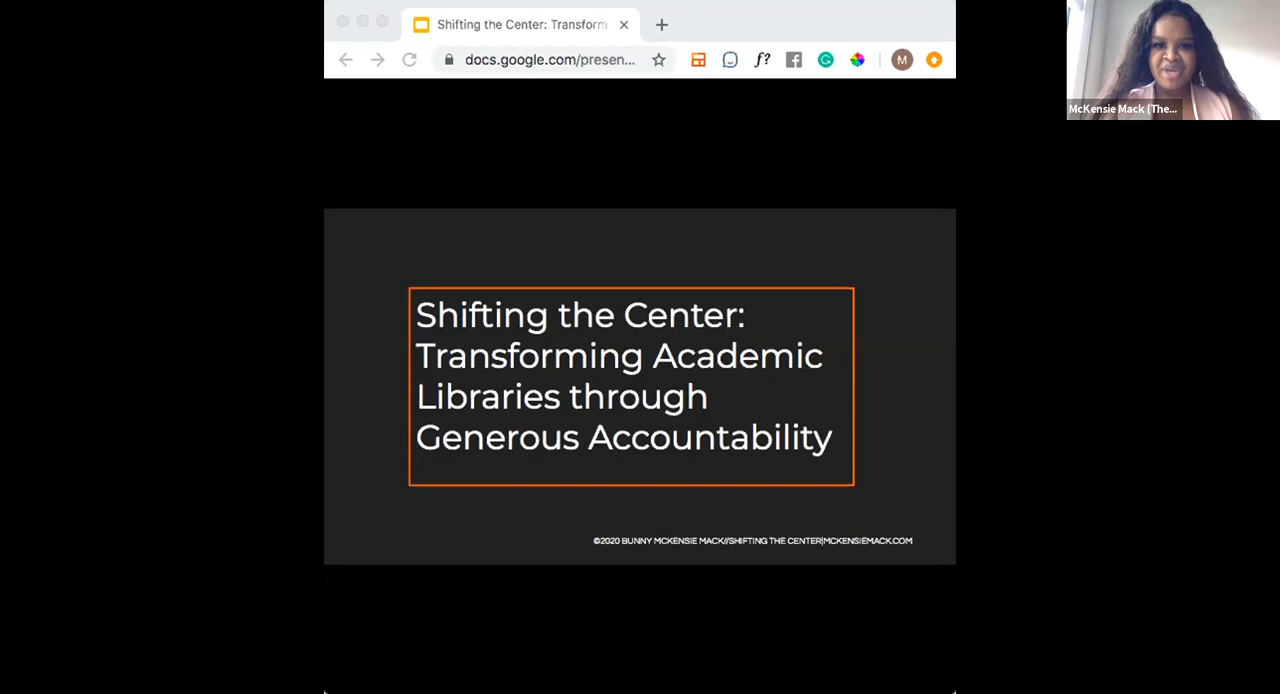 Shifting the Center: Transform
docs.google.com/presen...
f?
M
McKensie Mack (The...
Shifting the Center:
Transforming Academic
Libraries through
Generous Accountability
©2020 BUNNY MCKENSIE MACK//SHIFTING THE CENTER|MCKENSIEMACK.COM